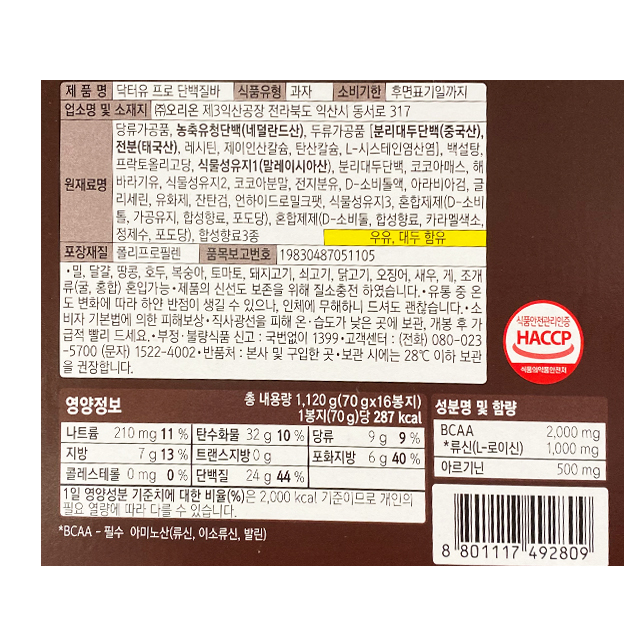 제 품 명 닥터유 프로 단백질바 식품유형 과자 소비기한 후면표기일까지
업소명 및 소재지 ㈜오리온 제3익산공장 전라북도 익산시 동서로 317
원재료명
당류가공품, 농축유청단백(네덜란드산), 두류가공품 [분리대두단백(중국산),
전분(태국산), 레시틴, 제이인산칼슘, 탄산칼슘, L-시스테인염산염], 백설탕,
프락토올리고당, 식물성유지1(말레이시아산), 분리대두단백, 코코아매스, 해
바라기유, 식물성유지2, 코코아분말, 전지분유, D-소비톨액, 아라비아검, 글
리세린, 유화제, 잔탄검, 언하이드로밀크팻, 식물성유지3, 혼합제제(D-소비
톨, 가공유지, 합성향료, 포도당), 혼합제제(D-소비톨, 합성향료, 카라멜색소,
정제수, 포도당), 합성향료3종 우유, 대두 함유
포장재질 폴리프로필렌 품목보고번호 19830487051105
•밀, 달걀, 땅콩, 호두, 복숭아, 토마토, 돼지고기, 쇠고기, 닭고기, 오징어, 새우, 게, 조개
류(굴, 홍합) 혼입가능•제품의 신선도 보존을 위해 질소충전 하였습니다.•유통 중 온
도 변화에 따라 하얀 반점이 생길 수 있으나, 인체에 무해하니 드셔도 괜찮습니다.•소
비자 기본법에 의한 피해보상•직사광선을 피해 온·습도가 낮은 곳에 보관, 개봉 후 가
급적 빨리 드세요.•부정·불량식품 신고 : 국번없이 1399•고객센터 : (전화) 080-023
-5700 (문자) 1522-4002•반품처 : 본사 및 구입한 곳•보관 시에는 28℃ 이하 보관
을 권장합니다.
식품안전관리인증
HACCP
식품의약품안전처
영양정보
총 내용량 1,120 g(70 g×16봉지)
1봉지(70 g)당 287 kcal
나트륨 210 mg 11 % 탄수화물 32 g 10 % 당류 9 g 9 %
지방 7 g 13 % 트랜스지방 0 g 포화지방 6 g 40 %
콜레스테롤 0 mg 0 % 단백질 24 g 44 %
1일 영양성분 기준치에 대한 비율(%)은 2,000 kcal 기준이므로 개인의
필요 열량에 따라 다를 수 있습니다.
*BCAA - 필수 아미노산(류신, 이소류신, 발린)
성분명 및 함량
BCAA 2,000 mg
*류신(L-로이신) 1,000 mg
아르기닌 500 mg
8 801117 492809